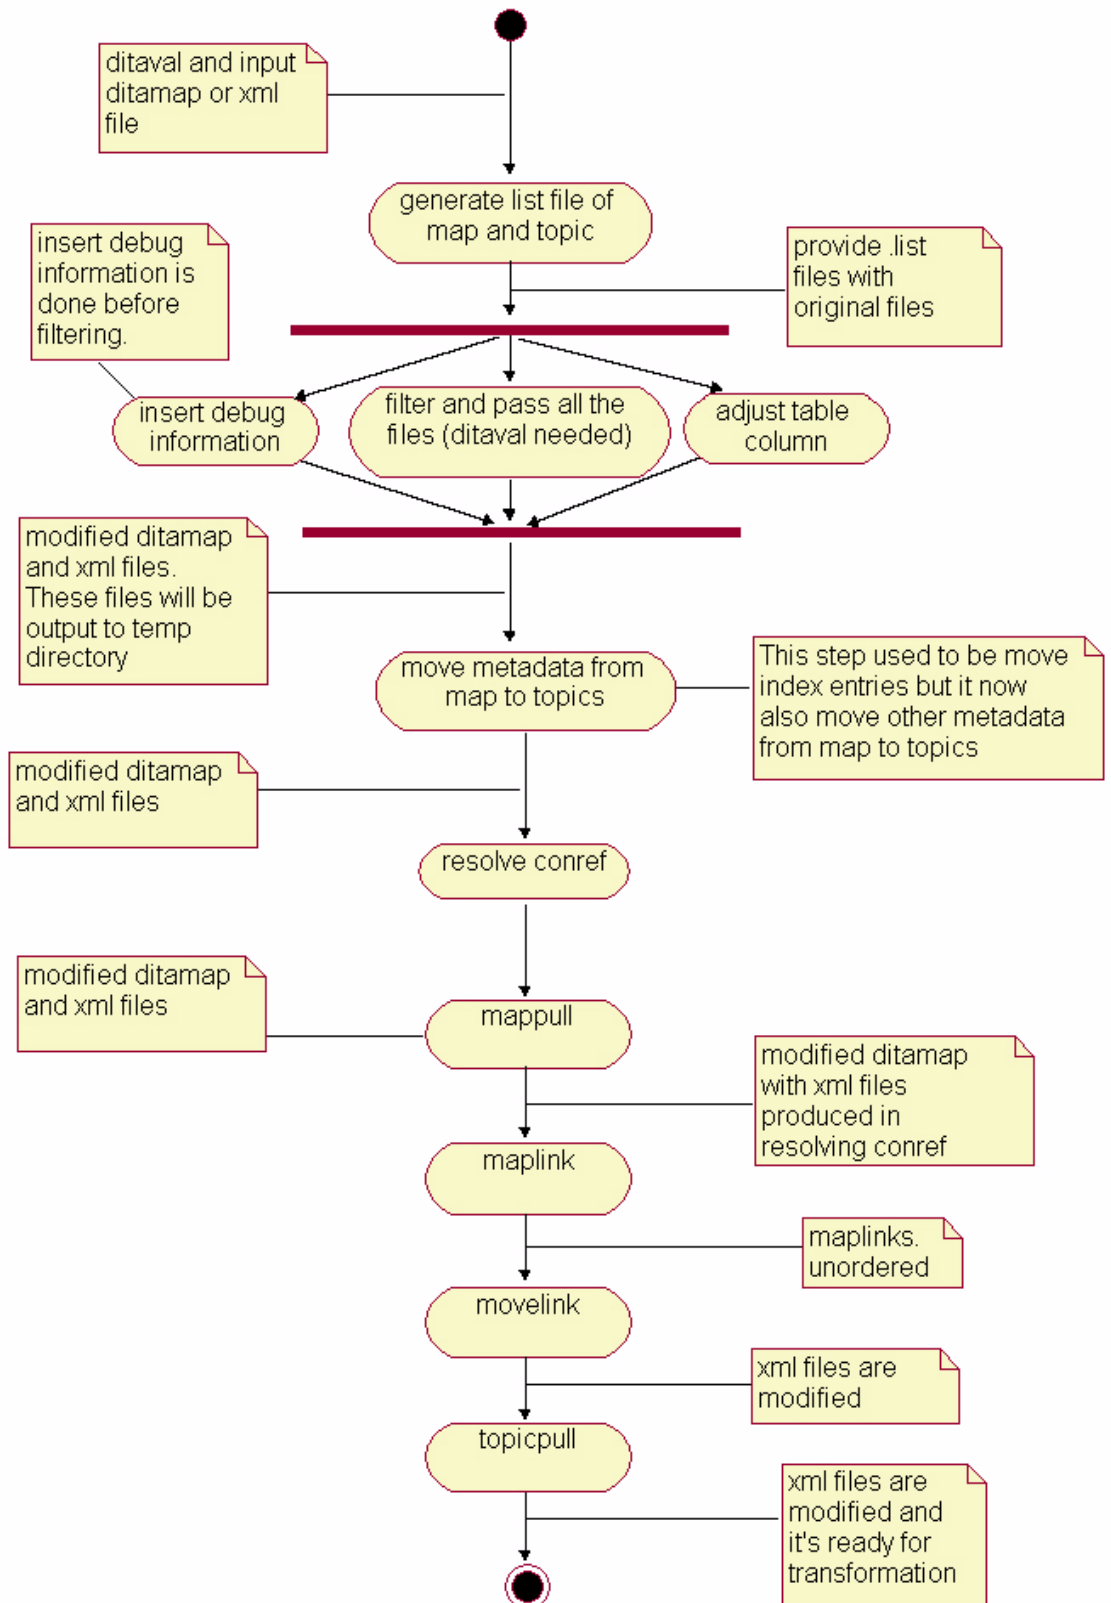 ditaval and input
ditamap or xml
file
generate list file of
map and topic
insert debug
information is
done before
filtering.
provide .list
files with
original files
insert debug
information
filter and pass all the
files (ditaval needed)
adjust table
column
modified ditamap
and xml files.
These files will be
output to temp
directory
move metadata from
map to topics
This step used to be move
index entries but it now
also move other metadata
from map to topics
modified ditamap
and xml files
resolve conref
modified ditamap
and xml files
mappull
modified ditamap
with xml files
produced in
resolving conref
maplink
maplinks.
unordered
movelink
xml files are
modified
topicpull
xml files are
modified and
it's ready for
transformation